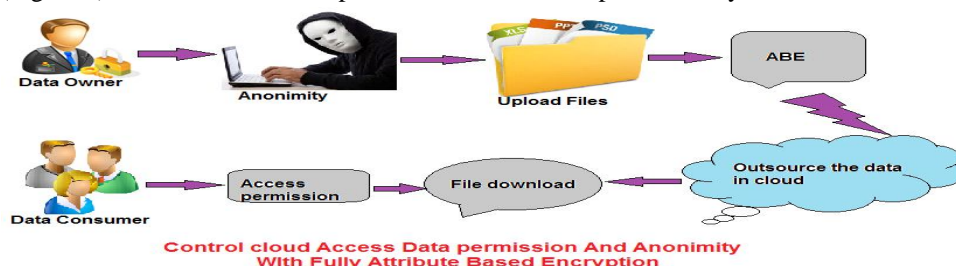 XLS PPT PSD
ABE
Data Owner
Anonimity
Upload Files
Outsource the data
in cloud
Access
permission
File download
Data Consumer
Control cloud Access Data permission And Anonimity
With Fully Attribute Based Encryption